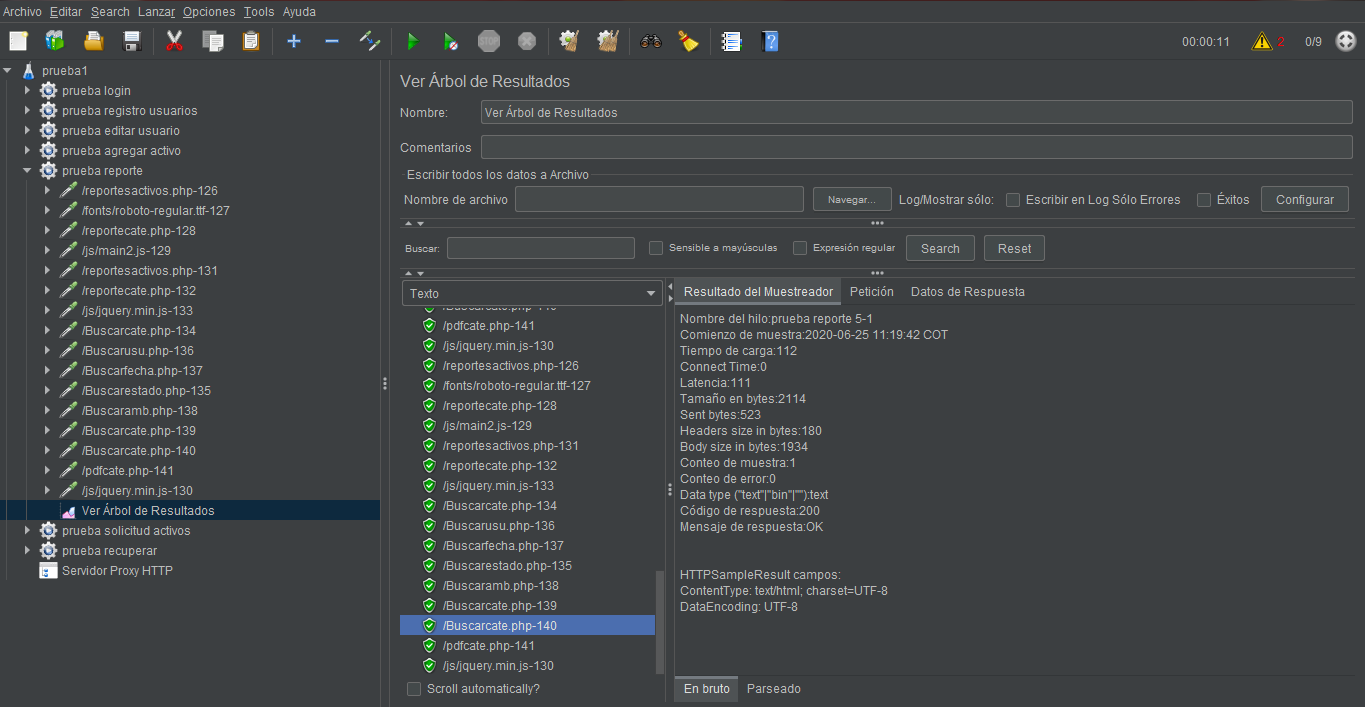 Archivo Editar Search Lanzar Opciones Tools Ayuda
STOP
00:00:11
2
0/9
prueba1
prueba login
prueba registro usuarios
prueba editar usuario
prueba agregar activo
prueba reporte
/reportesactivos.php-126
/fonts/roboto-regular.ttf-127
/reportecate.php-128
/js/main2.js-129
/reportesactivos.php-131
/reportecate.php-132
/js/jquery.min.js-133
/Buscarcate.php-134
/Buscarusu.php-136
/Buscarfecha.php-137
/Buscarestado.php-135
/Buscaramb.php-138
/Buscarcate.php-139
/Buscarcate.php-140
/pdfcate.php-141
/js/jquery.min.js-130
Ver Árbol de Resultados
prueba solicitud activos
prueba recuperar
Servidor Proxy HTTP
Ver Árbol de Resultados
Nombre: Ver Árbol de Resultados
Comentarios
Escribir todos los datos a Archivo
Nombre de archivo Navegar... Log/Mostrar sólo: Escribir en Log Sólo Errores Éxitos Configurar
Buscar: Sensible a mayúsculas Expresión regular Search Reset
Texto
/pdfcate.php-141
/js/jquery.min.js-130
/reportesactivos.php-126
/fonts/roboto-regular.ttf-127
/reportecate.php-128
/js/main2.js-129
/reportesactivos.php-131
/reportecate.php-132
/js/jquery.min.js-133
/Buscarcate.php-134
/Buscarusu.php-136
/Buscarfecha.php-137
/Buscarestado.php-135
/Buscaramb.php-138
/Buscarcate.php-139
/Buscarcate.php-140
/pdfcate.php-141
/js/jquery.min.js-130
Scroll automatically?
Resultado del Muestreador Petición Datos de Respuesta
Nombre del hilo:prueba reporte 5-1
Comienzo de muestra:2020-06-25 11:19:42 COT
Tiempo de carga:112
Connect Time:0
Latencia:111
Tamaño en bytes:2114
Sent bytes:523
Headers size in bytes:180
Body size in bytes:1934
Conteo de muestra:1
Conteo de error:0
Data type ("text"|"bin"|""):text
Código de respuesta:200
Mensaje de respuesta:OK
HTTPSampleResult campos:
ContentType: text/html; charset=UTF-8
DataEncoding: UTF-8
En bruto Parseado